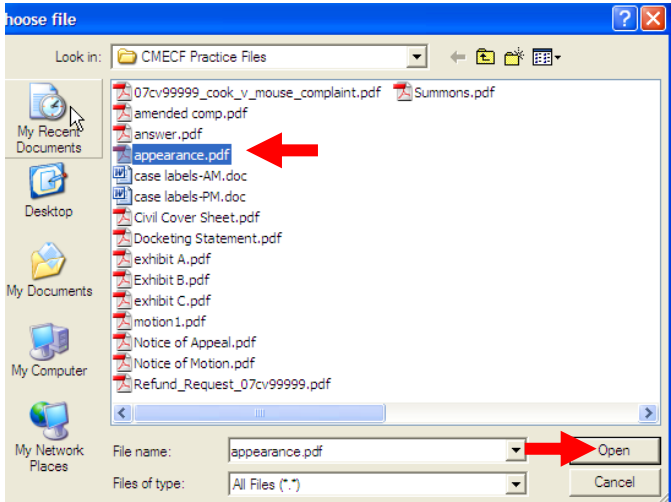 hoose file
Look in: CMECF Practice Files
My Recent Documents
Desktop
My Documents
My Computer
My Network Places
07cv99999_cook_v_mouse_complaint.pdf Summons.pdf
amended comp.pdf
answer.pdf
appearance.pdf
case labels-AM.doc
case labels-PM.doc
Civil Cover Sheet.pdf
Docketing Statement.pdf
exhibit A.pdf
Exhibit B.pdf
exhibit C.pdf
motion1.pdf
Notice of Appeal.pdf
Notice of Motion.pdf
Refund_Request_07cv99999.pdf
File name: appearance.pdf Open
Files of type: All Files (*.*) Cancel